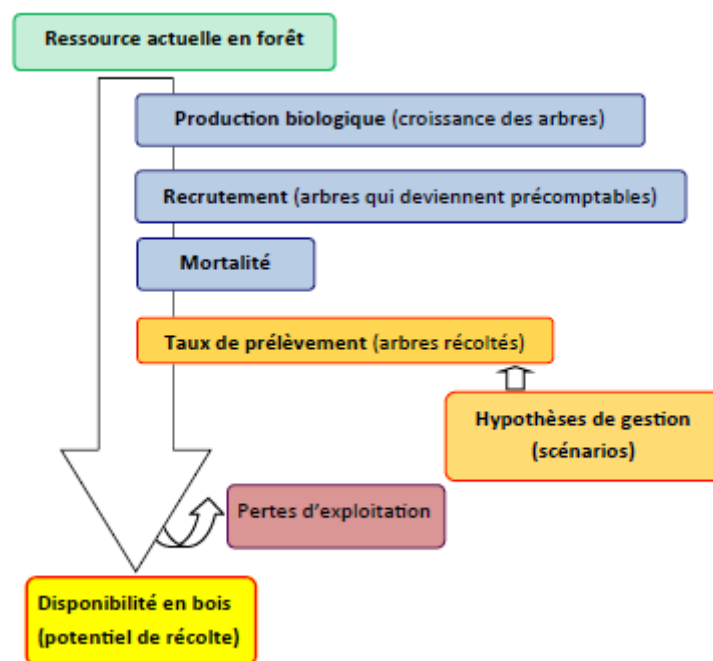 Ressource actuelle en forêt
Production biologique (croissance des arbres)
Recrutement (arbres qui deviennent précomptables)
Mortalité
Taux de prélèvement (arbres récoltés)
Hypothèses de gestion
(scénarios)
Pertes d’exploitation
Disponibilité en bois
(potentiel de récolte)